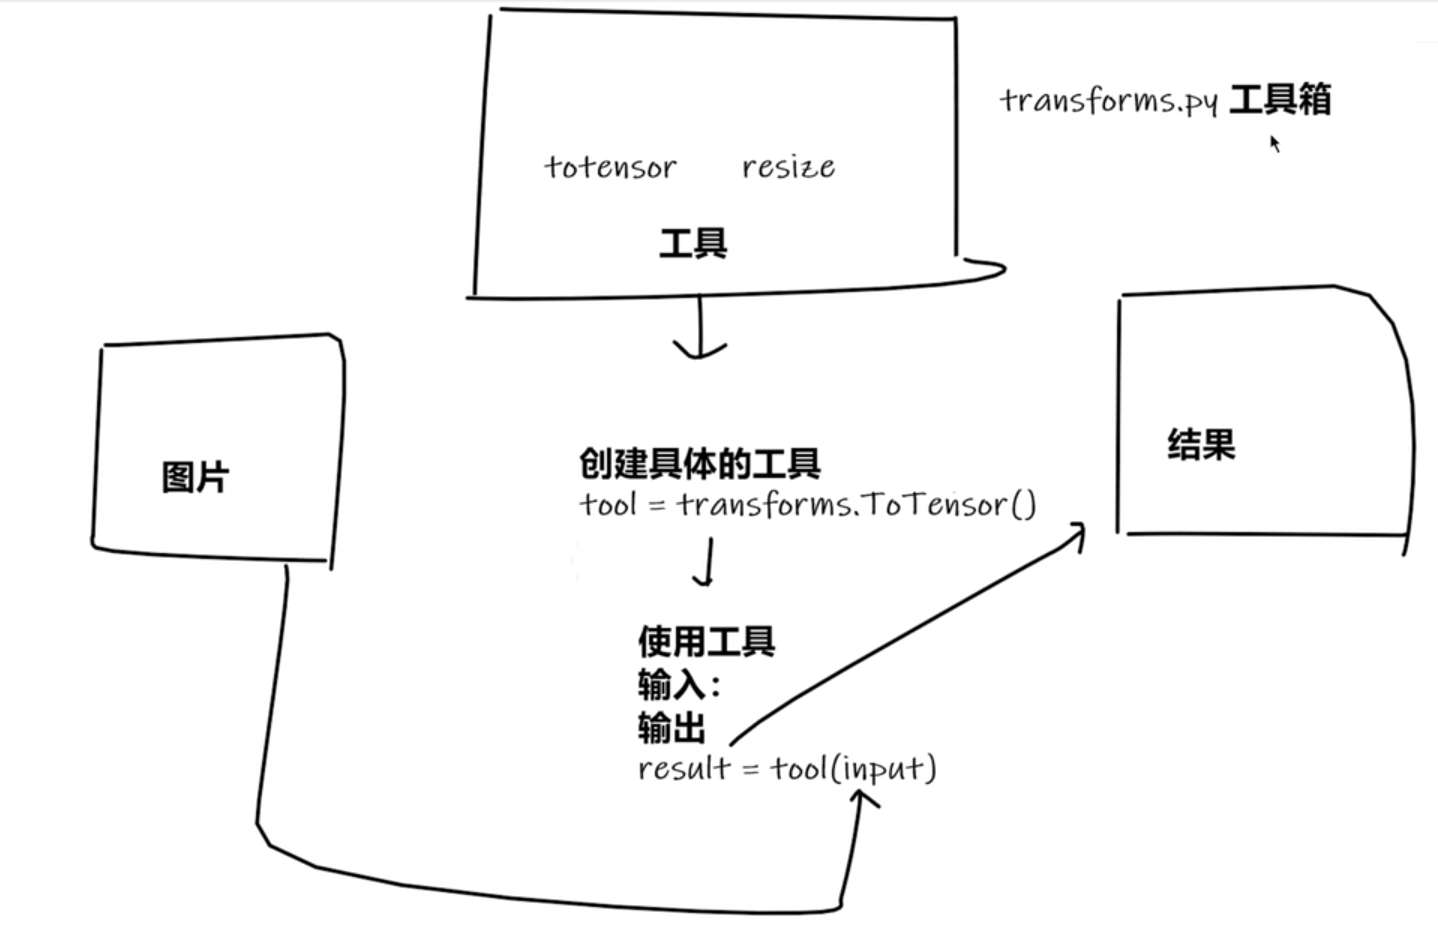 transforms.py 工具箱
totensor resize
工具
图片
创建具体的工具
tool = transforms.ToTensor()
结果
使用工具
输入：
输出
result = tool(input)